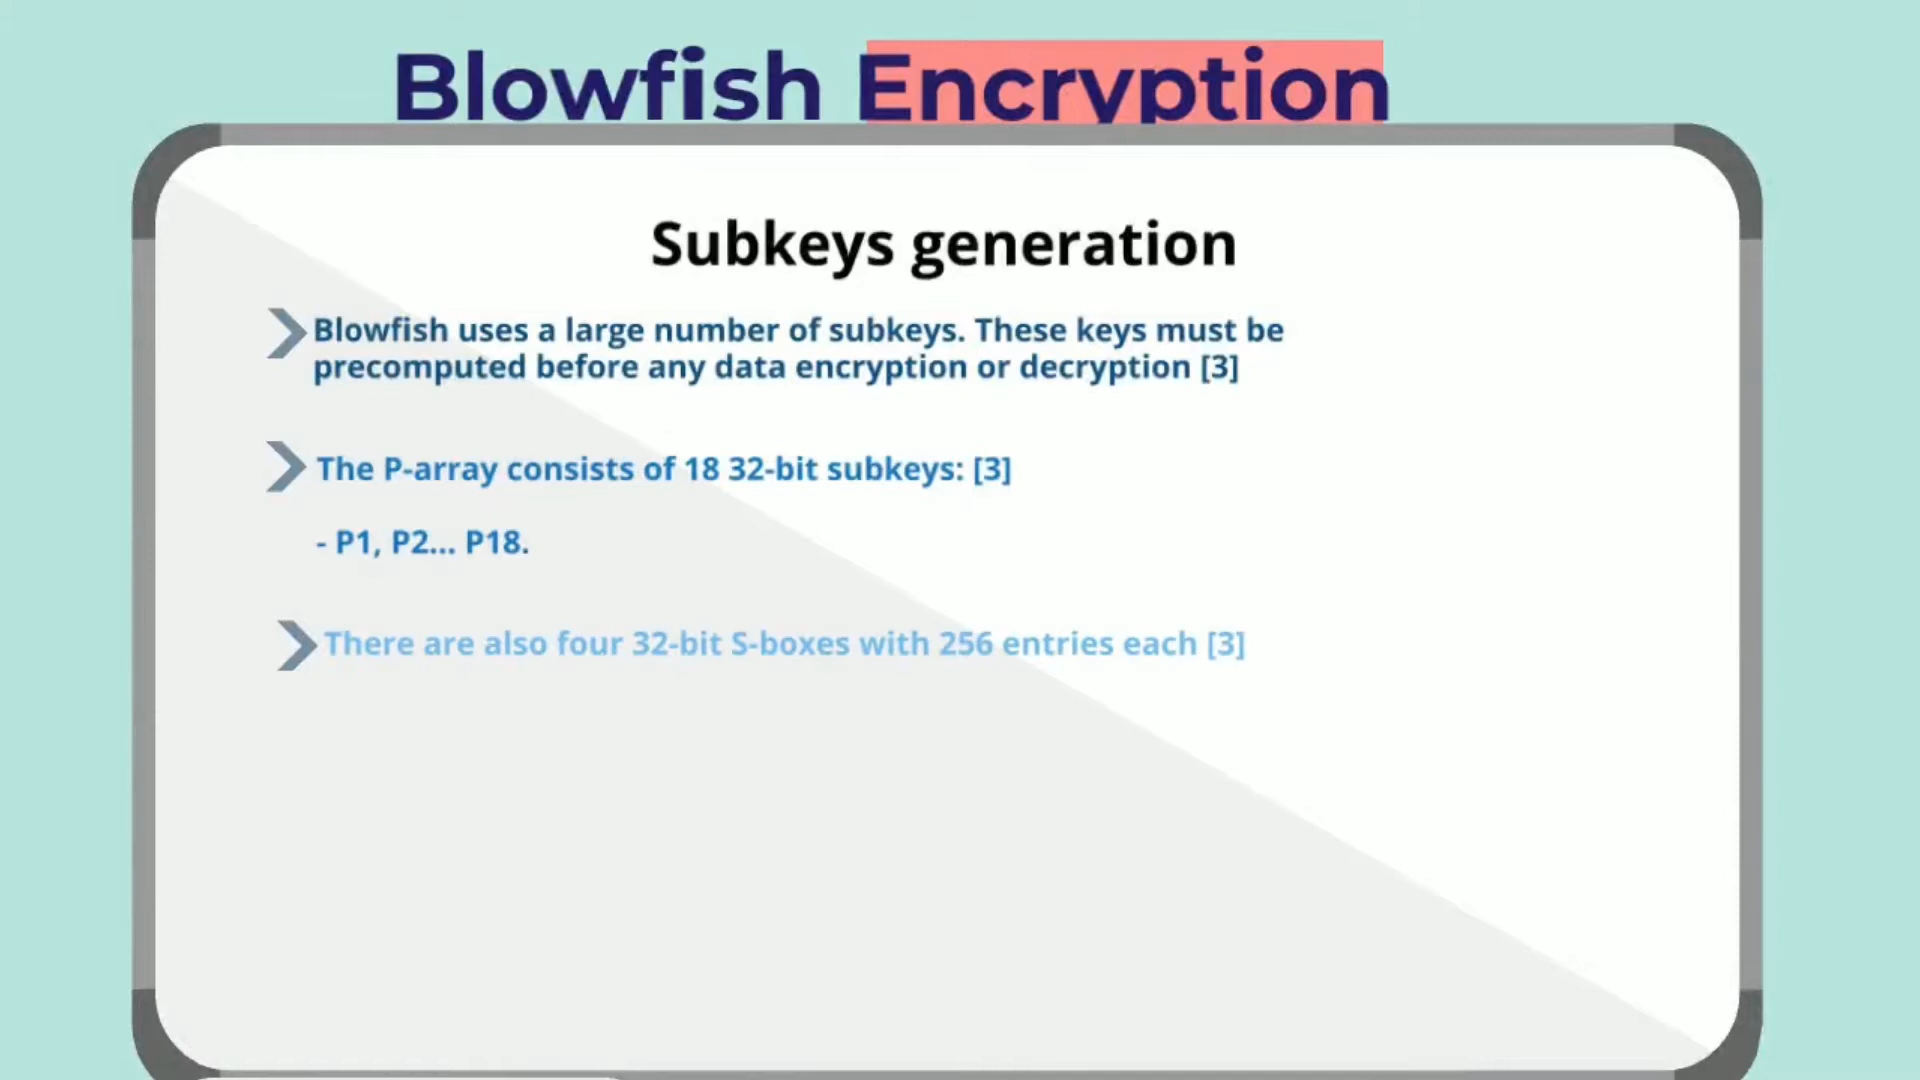 Blowfish Encryption
Subkeys generation
Blowfish uses a large number of subkeys. These keys must be
precomputed before any data encryption or decryption [3]
The P-array consists of 18 32-bit subkeys: [3]
- P1, P2... P18.
There are also four 32-bit S-boxes with 256 entries each [3]